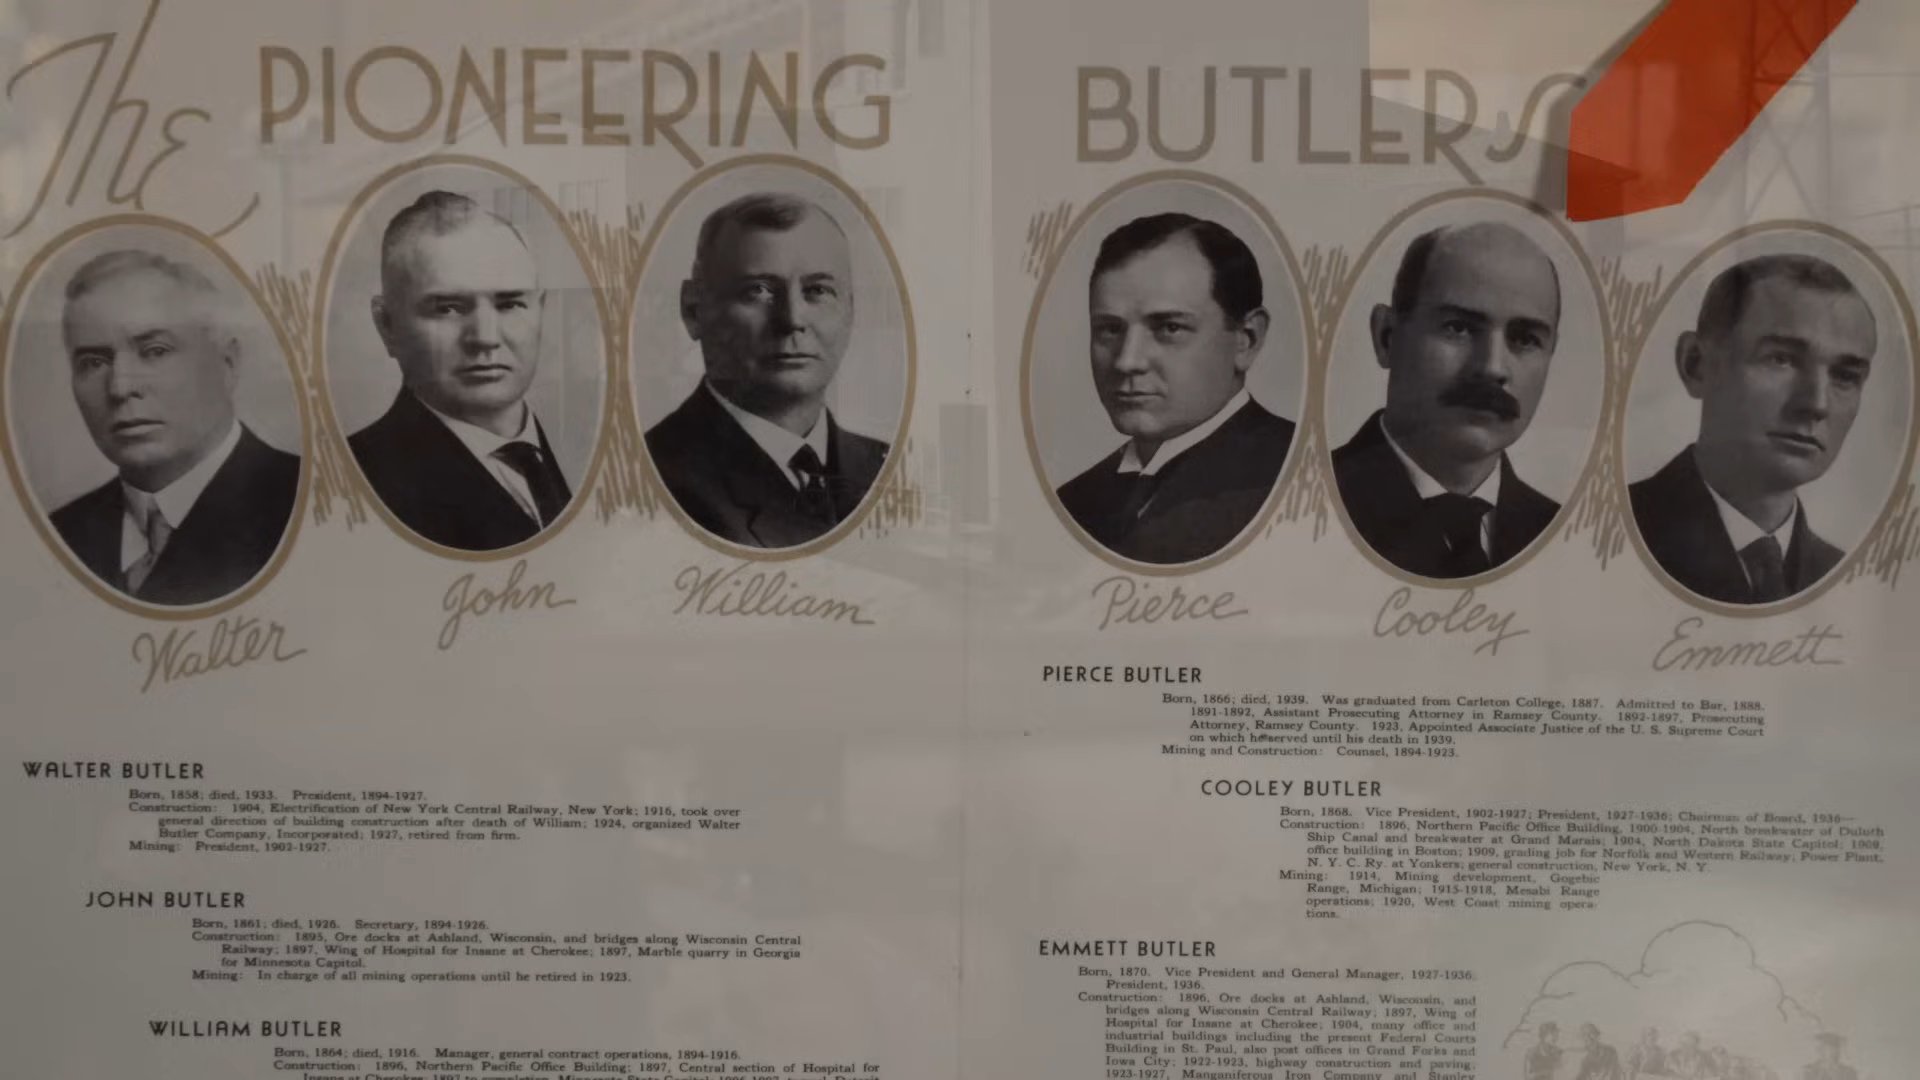 The PIONEERING BUTLERS
Walter
John
William
Pierce
Cooley
Emmett
WALTER BUTLER
Born, 1858; died, 1933. President, 1894-1927.
Construction: 1904, Electrification of New York Central Railway, New York; 1916, took over
general direction of building construction after death of William; 1924, organized Walter
Butler Company, Incorporated; 1927, retired from firm.
Mining: President, 1902-1927.
JOHN BUTLER
Born, 1861; died, 1926. Secretary, 1894-1926.
Construction: 1895, Ore docks at Ashland, Wisconsin, and bridges along Wisconsin Central
Railway; 1897, Wing of Hospital for Insane at Cherokee; 1897, Marble quarry in Georgia
for Minnesota Capitol.
Mining: In charge of all mining operations until he retired in 1923.
WILLIAM BUTLER
Born, 1864; died, 1916. Manager, general contract operations, 1894-1916.
Construction: 1896, Northern Pacific Office Building; 1897, Central section of Hospital for
Insane at Cherokee; 1897 to completion, Minnesota State Capitol;
PIERCE BUTLER
Born, 1866; died, 1939. Was graduated from Carleton College, 1887. Admitted to Bar, 1888.
1891-1892, Assistant Prosecuting Attorney in Ramsey County. 1892-1897, Prosecuting
Attorney, Ramsey County. 1923, Appointed Associate Justice of the U. S. Supreme Court
on which he served until his death in 1939.
Mining and Construction: Counsel, 1894-1923.
COOLEY BUTLER
Born, 1868. Vice President, 1902-1927; President, 1927-1936; Chairman of Board, 1936—
Construction: 1896, Northern Pacific Office Building, 1900-1904, North breakwater of Duluth
Ship Canal and breakwater at Grand Marais; 1904, North Dakota State Capitol; 1909,
office building in Boston; 1909, grading job for Norfolk and Western Railway; Power Plant,
N. Y. C. Ry. at Yonkers; general construction, New York, N. Y.
Mining: 1914, Mining development, Gogebic
Range, Michigan; 1915-1918, Mesabi Range
operations; 1920, West Coast mining opera-
tions.
EMMETT BUTLER
Born, 1870. Vice President and General Manager, 1927-1936.
President, 1936.
Construction: 1896, Ore docks at Ashland, Wisconsin, and
bridges along Wisconsin Central Railway; 1897, Wing of
Hospital for Insane at Cherokee; 1904, many office and
industrial buildings including the present Federal Courts
Building in St. Paul, also post offices in Grand Forks and
Iowa City; 1922-1923, highway construction and paving.
1923-1927, Manganiferous Iron Company and Stanley